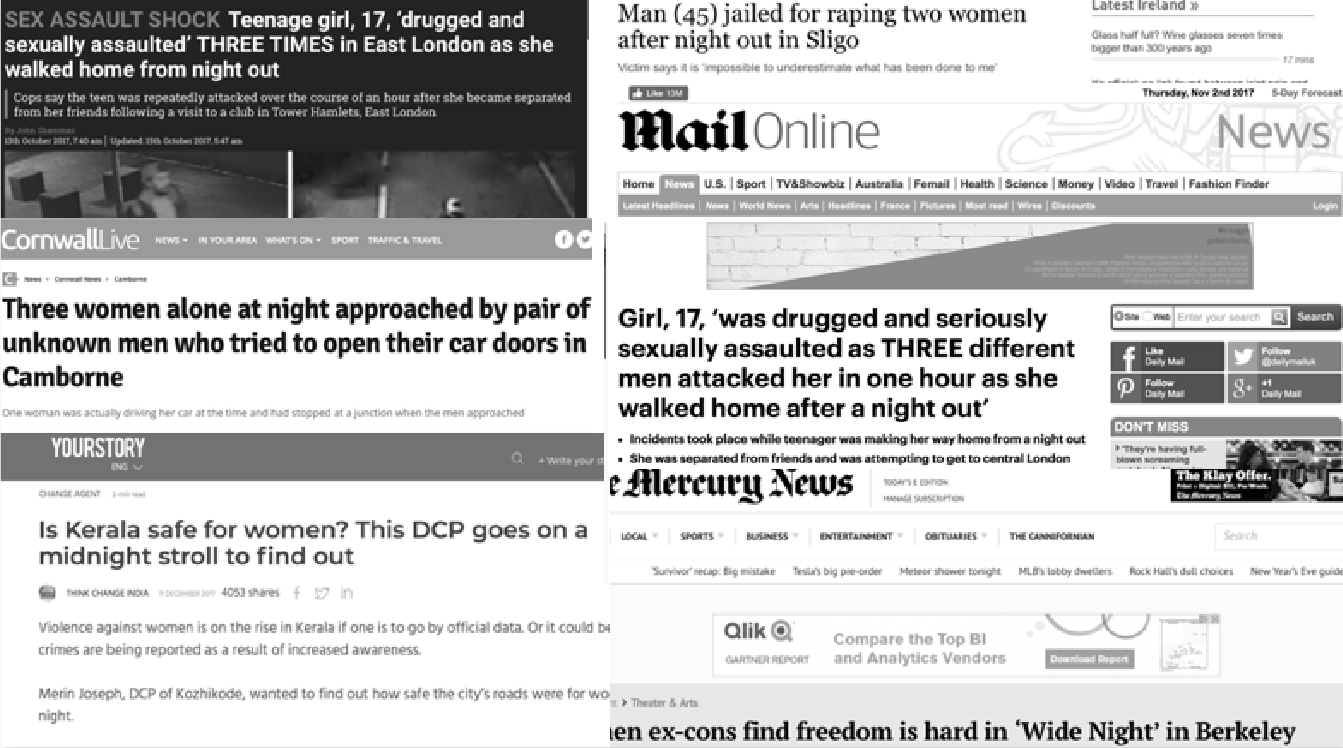 SEX ASSAULT SHOCK Teenage girl, 17, ‘drugged and
sexually assaulted’ THREE TIMES in East London as she
walked home from night out
Cops say the teen was repeatedly attacked over the course of an hour after she became separated
from her friends following a visit to a club in Tower Hamlets, East London
By John Shammas
13th October 2017, 7:40 am | Updated: 15th October 2017, 5:47 am
CornwallLive NEWS IN YOUR AREA WHAT'S ON SPORT TRAFFIC & TRAVEL
News › Cornwall News › Camborne
Three women alone at night approached by pair of
unknown men who tried to open their car doors in
Camborne
One woman was actually driving her car at the time and had stopped at a junction when the men approached
YOURSTORY
ENG
+ Write your st
CHANGE AGENT 2-min read
Is Kerala safe for women? This DCP goes on a
midnight stroll to find out
THINK CHANGE INDIA 11 DECEMBER 2017 4053 shares
Violence against women is on the rise in Kerala if one is to go by official data. Or it could be
crimes are being reported as a result of increased awareness.
Merin Joseph, DCP of Kozhikode, wanted to find out how safe the city's roads were for wo
night.
Man (45) jailed for raping two women
after night out in Sligo
Victim says it is ‘impossible to underestimate what has been done to me’
Like 13M
Latest Ireland »
Glass half full? Wine glasses seven times
bigger than 300 years ago
17 mins
Thursday, Nov 2nd 2017 5-Day Forecast
Mail Online News
Home News U.S. Sport TV&Showbiz Australia Femail Health Science Money Video Travel Fashion Finder
Latest Headlines News World News Arts Headlines France Pictures Most read Wires Discounts Login
Girl, 17, ‘was drugged and seriously
sexually assaulted as THREE different
men attacked her in one hour as she
walked home after a night out’
• Incidents took place while teenager was making her way home from a night out
• She was separated from friends and was attempting to get to central London
Site Web Enter your search Search
Like
Daily Mail
Follow
@dailymailuk
Follow
Daily Mail
+1
Daily Mail
DON'T MISS
'They're having full-
blown screaming
The Klay Offer.
The Mercury News
e Mercury News
TODAY'S E EDITION
MANAGE SUBSCRIPTION
LOCAL SPORTS BUSINESS ENTERTAINMENT OBITUARIES THE CANNIFORNIAN Search
'Survivor' recap: Big mistake Tesla's big pre-order Meteor shower tonight MLB's lobby dwellers Rock Hall's dull choices New Year's Eve guide
Qlik
GARTNER REPORT
Compare the Top BI
and Analytics Vendors
Download Report
› Theater & Arts
en ex-cons find freedom is hard in ‘Wide Night’ in Berkeley